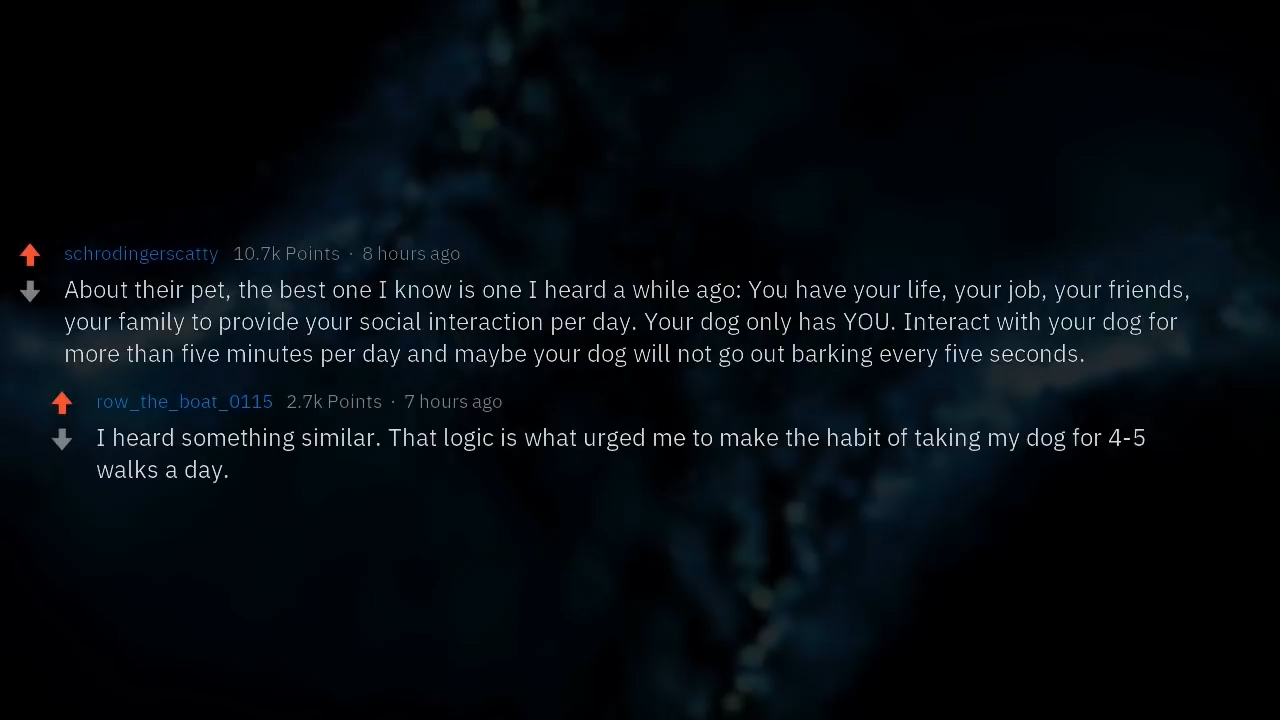 schrodingerscatty 10.7k Points · 8 hours ago
About their pet, the best one I know is one I heard a while ago: You have your life, your job, your friends,
your family to provide your social interaction per day. Your dog only has YOU. Interact with your dog for
more than five minutes per day and maybe your dog will not go out barking every five seconds.
row_the_boat_0115 2.7k Points · 7 hours ago
I heard something similar. That logic is what urged me to make the habit of taking my dog for 4-5
walks a day.